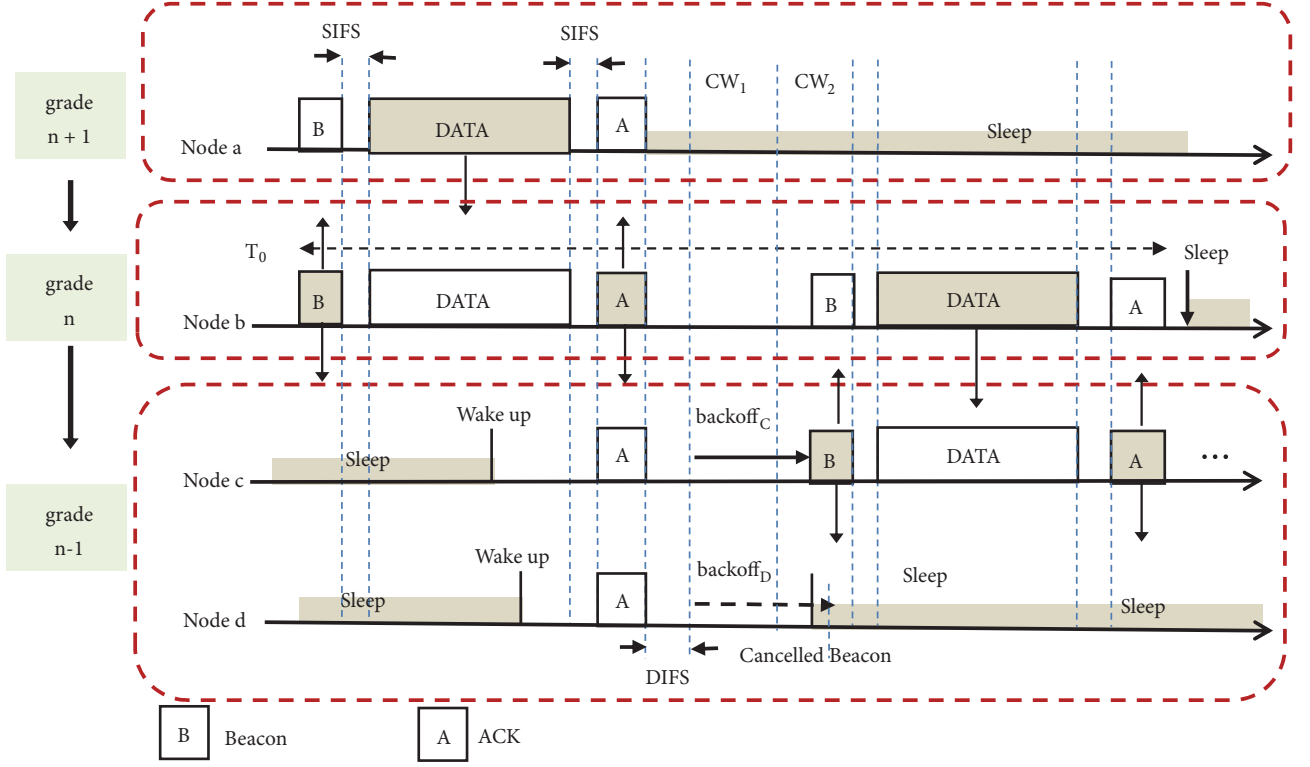 SIFS
SIFS
CW1
CW2
grade
n + 1
B
DATA
A
Sleep
Node a
T0
Sleep
grade
n
B
DATA
A
B
DATA
A
Node b
Wake up
backoffC
Sleep
A
B
DATA
A
...
Node c
grade
n-1
Wake up
backoffD
Sleep
Sleep
A
Sleep
Node d
DIFS
Cancelled Beacon
B
Beacon
A
ACK